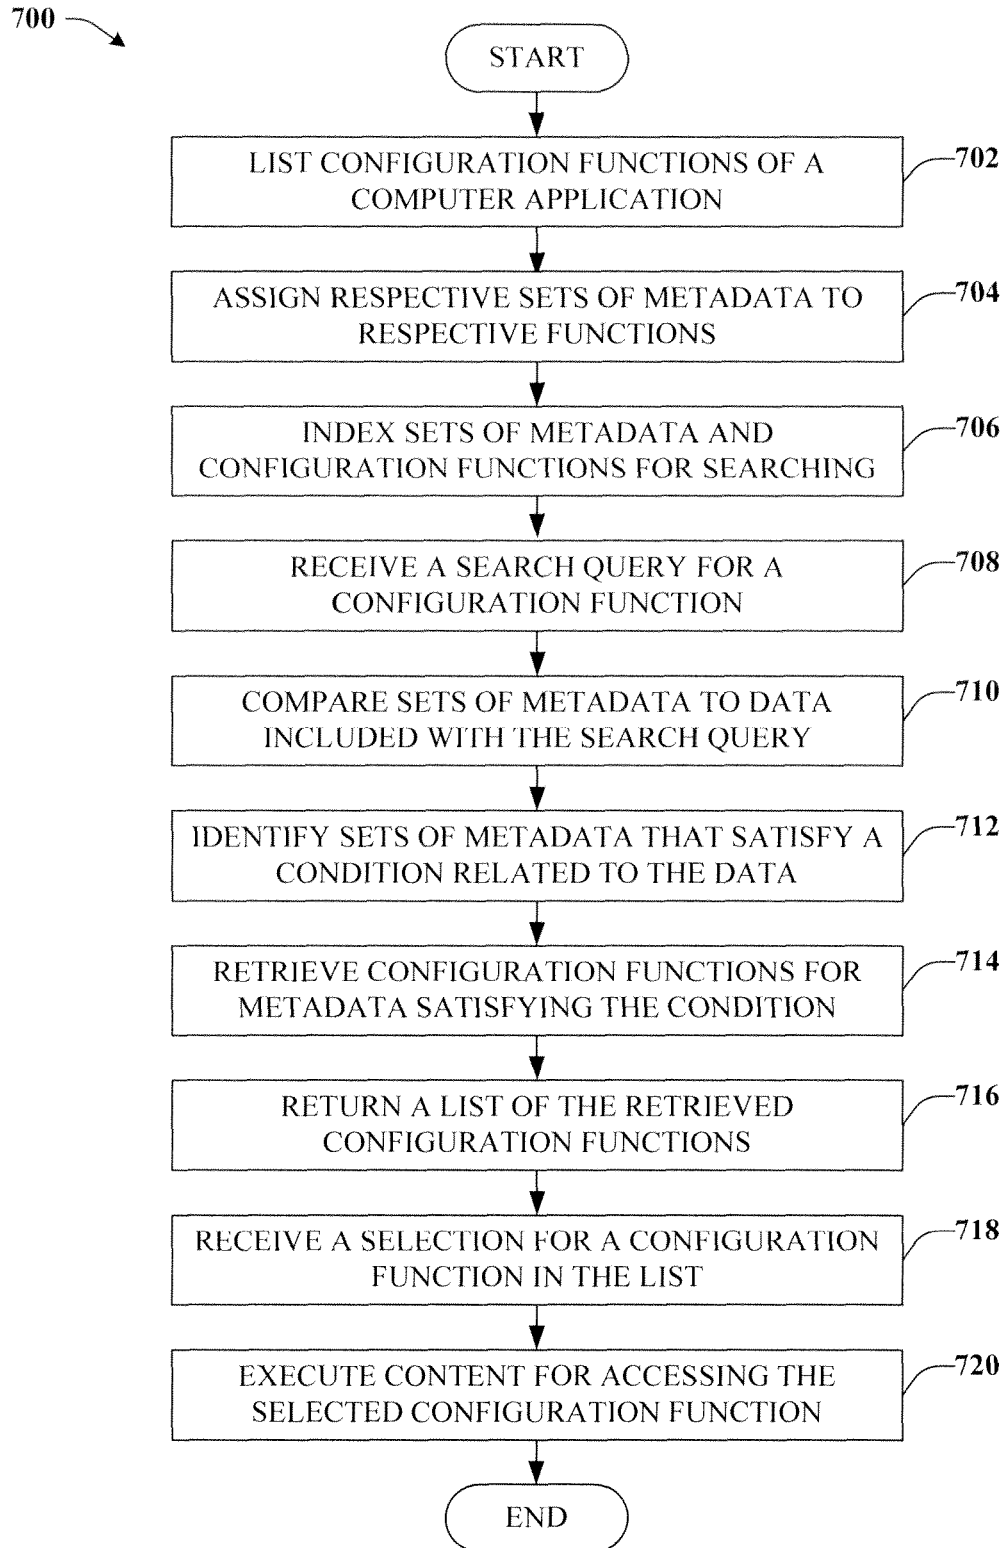 700
START
LIST CONFIGURATION FUNCTIONS OF A
COMPUTER APPLICATION
702
ASSIGN RESPECTIVE SETS OF METADATA TO
RESPECTIVE FUNCTIONS
704
INDEX SETS OF METADATA AND
CONFIGURATION FUNCTIONS FOR SEARCHING
706
RECEIVE A SEARCH QUERY FOR A
CONFIGURATION FUNCTION
708
COMPARE SETS OF METADATA TO DATA
INCLUDED WITH THE SEARCH QUERY
710
IDENTIFY SETS OF METADATA THAT SATISFY A
CONDITION RELATED TO THE DATA
712
RETRIEVE CONFIGURATION FUNCTIONS FOR
METADATA SATISFYING THE CONDITION
714
RETURN A LIST OF THE RETRIEVED
CONFIGURATION FUNCTIONS
716
RECEIVE A SELECTION FOR A CONFIGURATION
FUNCTION IN THE LIST
718
EXECUTE CONTENT FOR ACCESSING THE
SELECTED CONFIGURATION FUNCTION
720
END